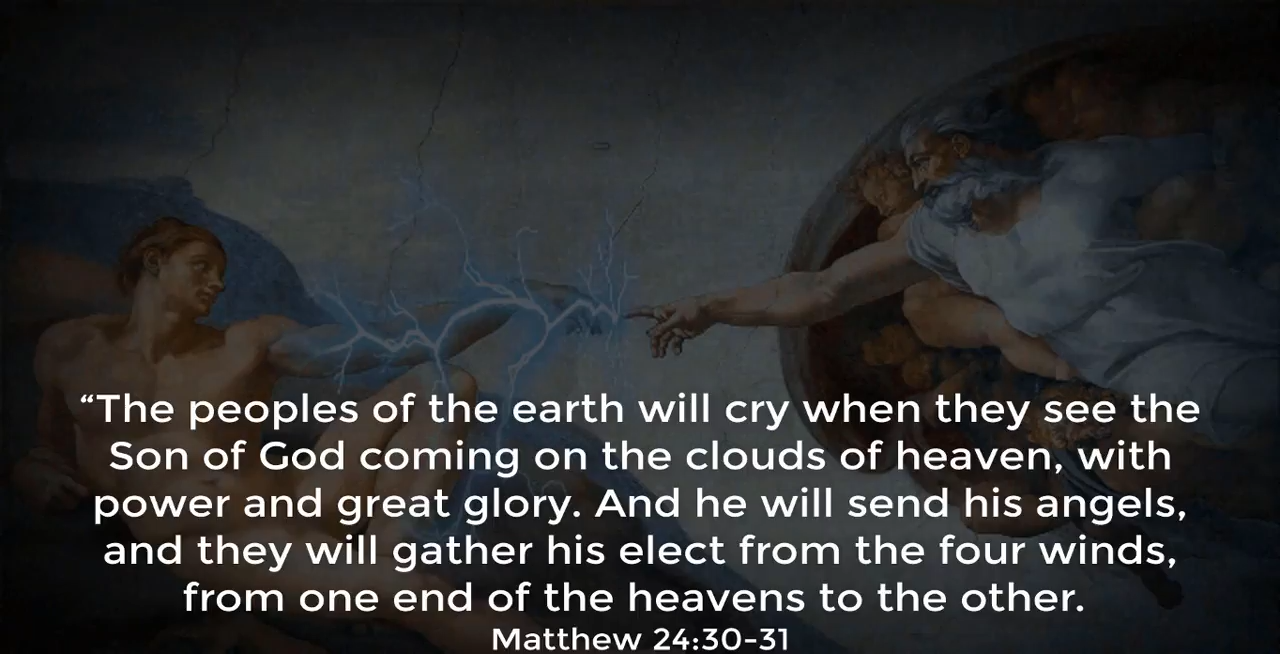 “The peoples of the earth will cry when they see the
Son of God coming on the clouds of heaven, with
power and great glory. And he will send his angels,
and they will gather his elect from the four winds,
from one end of the heavens to the other.
Matthew 24:30-31